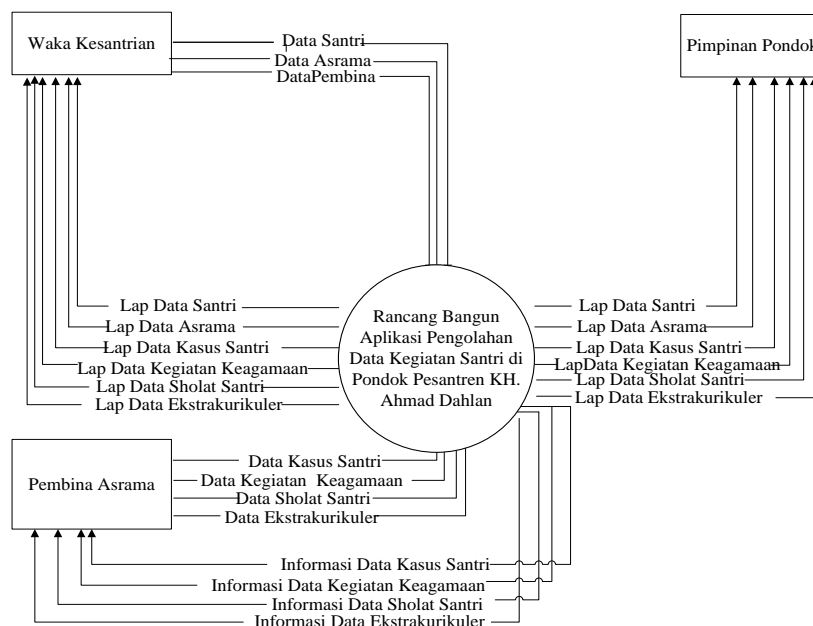 Waka Kesantrian
Data Santri
Data Asrama
DataPembina
Pimpinan Pondok
Lap Data Santri
Lap Data Asrama
Lap Data Kasus Santri
Lap Data Kegiatan Keagamaan
Lap Data Sholat Santri
Lap Data Ekstrakurikuler
Rancang Bangun
Aplikasi Pengolahan
Data Kegiatan Santri di
Pondok Pesantren KH.
Ahmad Dahlan
Lap Data Santri
Lap Data Asrama
Lap Data Kasus Santri
LapData Kegiatan Keagamaan
Lap Data Sholat Santri
Lap Data Ekstrakurikuler
Pembina Asrama
Data Kasus Santri
Data Kegiatan Keagamaan
Data Sholat Santri
Data Ekstrakurikuler
Informasi Data Kasus Santri
Informasi Data Kegiatan Keagamaan
Informasi Data Sholat Santri
Informasi Data Ekstrakurikuler